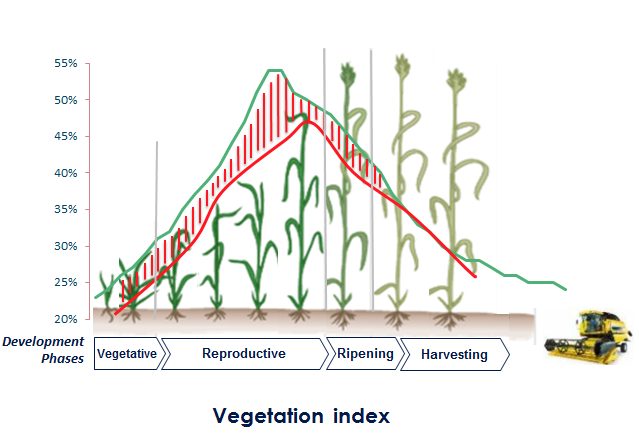 55%
50%
45%
40%
35%
30%
25%
20%
Development
Phases
Vegetative
Reproductive
Ripening
Harvesting
Vegetation index